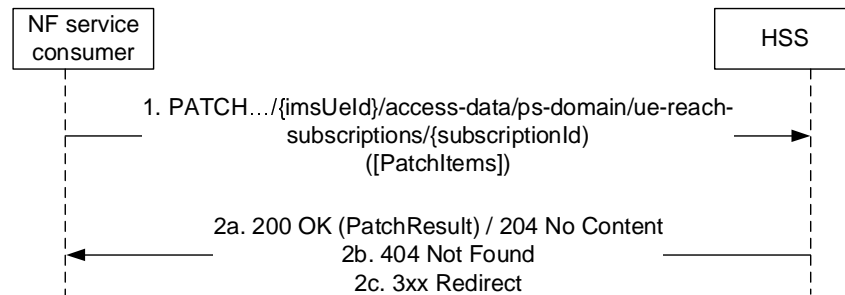 NF service
consumer
HSS
1. PATCH…/{imsUeId}/access-data/ps-domain/ue-reach-
subscriptions/{subscriptionId)
([PatchItems])
2a. 200 OK (PatchResult) / 204 No Content
2b. 404 Not Found
2c. 3xx Redirect